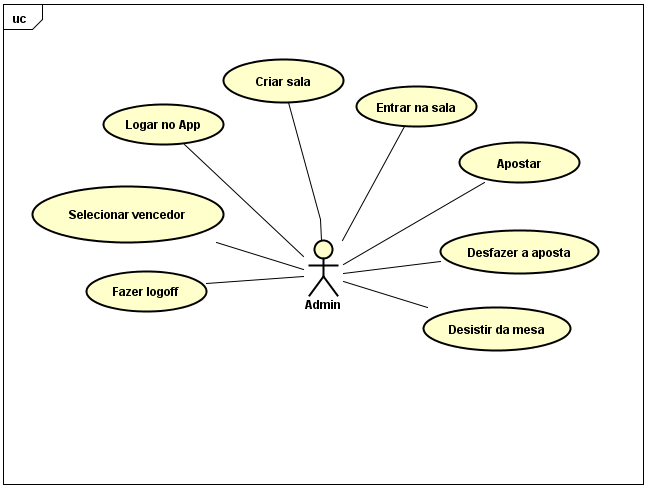 uc
Criar sala
Entrar na sala
Logar no App
Apostar
Selecionar vencedor
Desfazer a aposta
Fazer logoff
Admin
Desistir da mesa